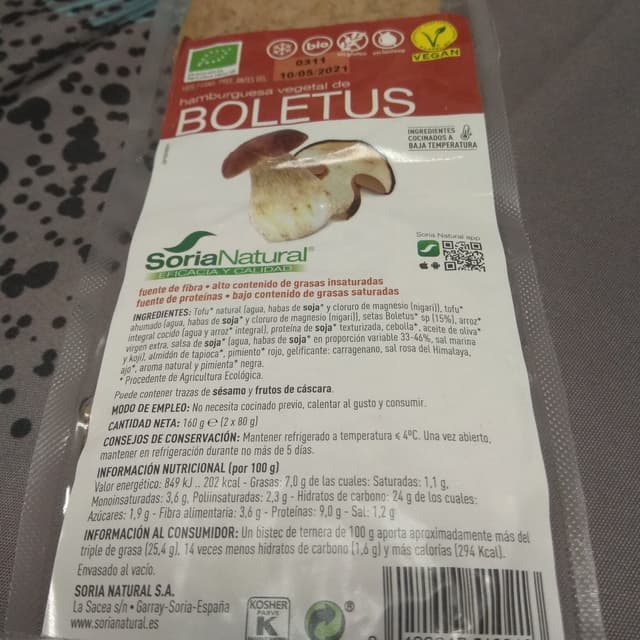 bio
VEGAN
0311
10/05/2021
hamburguesa vegetal de
BOLETUS
INGREDIENTES
COCINADOS A
BAJA TEMPERATURA
Soria Natural app
SoriaNatural®
EFICACIA Y CALIDAD
fuente de fibra • alto contenido de grasas insaturadas
fuente de proteínas • bajo contenido de grasas saturadas
INGREDIENTES: Tofu* natural (agua, habas de soja* y cloruro de magnesio (nigari)), tofu*
ahumado (agua, habas de soja* y cloruro de magnesio (nigari)), setas Boletus* sp (15%), arroz*
integral cocido (agua y arroz* integral), proteína de soja* texturizada, cebolla*, aceite de oliva*
virgen extra, salsa de soja* (agua, habas de soja* en proporción variable 33-46%, sal marina
y koji), almidón de tapioca*, pimiento* rojo, gelificante: carragenano, sal rosa del Himalaya,
ajo*, aroma natural y pimienta* negra.
* Procedente de Agricultura Ecológica.
Puede contener trazas de sésamo y frutos de cáscara.
MODO DE EMPLEO: No necesita cocinado previo, calentar al gusto y consumir.
CANTIDAD NETA: 160 g e (2 x 80 g)
CONSEJOS DE CONSERVACIÓN: Mantener refrigerado a temperatura ≤ 4ºC. Una vez abierto,
mantener en refrigeración durante no más de 5 días.
INFORMACIÓN NUTRICIONAL (por 100 g)
Valor energético: 849 kJ .. 202 kcal - Grasas: 7,0 g de las cuales: Saturadas: 1,1 g,
Monoinsaturadas: 3,6 g, Poliinsaturadas: 2,3 g - Hidratos de carbono: 24 g de los cuales:
Azúcares: 1,9 g - Fibra alimentaria: 3,6 g - Proteínas: 9,0 g - Sal: 1,2 g
INFORMACIÓN AL CONSUMIDOR: Un bistec de ternera de 100 g aporta aproximadamente más del
triple de grasa (25,4 g), 14 veces menos hidratos de carbono (1,6 g) y más calorías (294 Kcal).
Envasado al vacío.
SORIA NATURAL S.A.
La Sacea s/n • Garray-Soria-España
www.sorianatural.es
KOSHER
PARVE
K
®